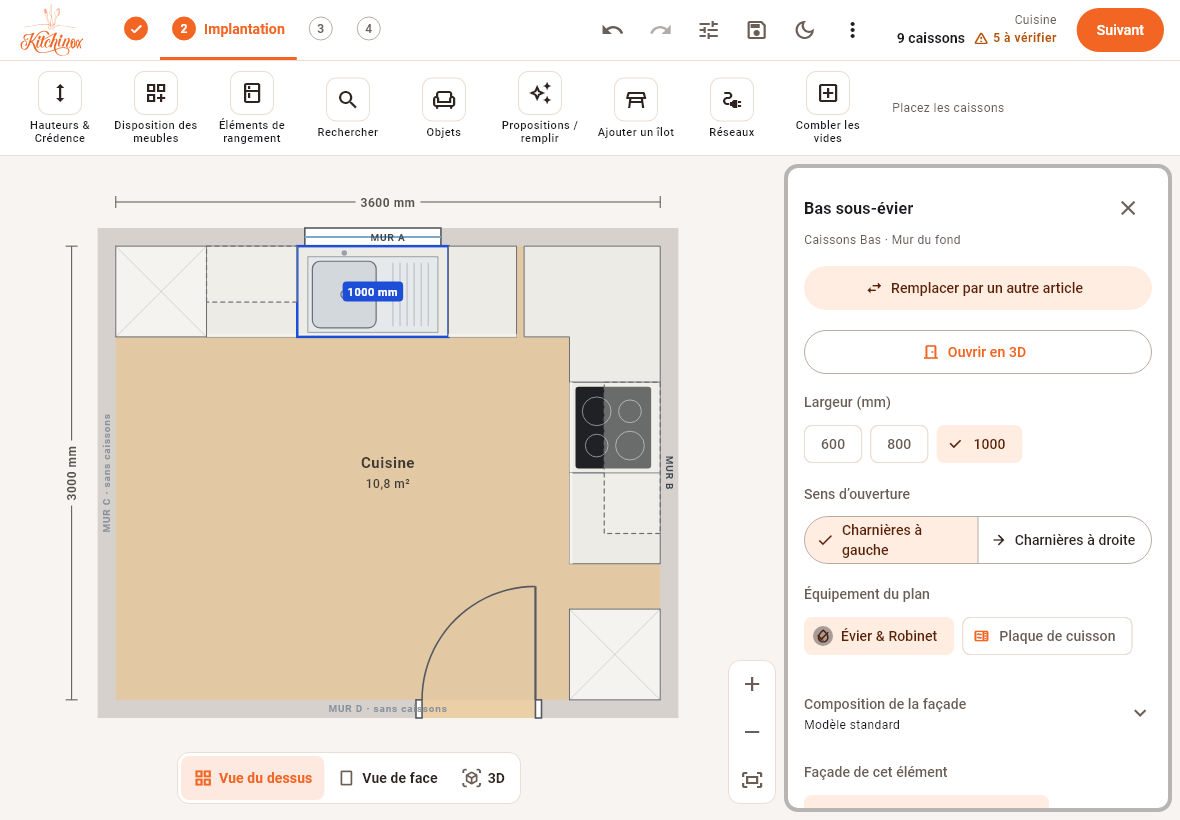 Kitchinox
2
Implantation
3
4
Cuisine
9 caissons
5 à vérifier
Suivant
Hauteurs &
Crédence
Disposition des
meubles
Éléments de
rangement
Rechercher
Objets
Propositions /
remplir
Ajouter un îlot
Réseaux
Combler les
vides
Placez les caissons
3600 mm
MUR A
1000 mm
3000 mm
MUR C - sans caissons
Cuisine
10,8 m²
MUR B
MUR D - sans caissons
Vue du dessus
Vue de face
3D
Bas sous-évier
Caissons Bas · Mur du fond
Remplacer par un autre article
Ouvrir en 3D
Largeur (mm)
600
800
1000
Sens d’ouverture
Charnières à
gauche
Charnières à droite
Équipement du plan
Évier & Robinet
Plaque de cuisson
Composition de la façade
Modèle standard
Façade de cet élément